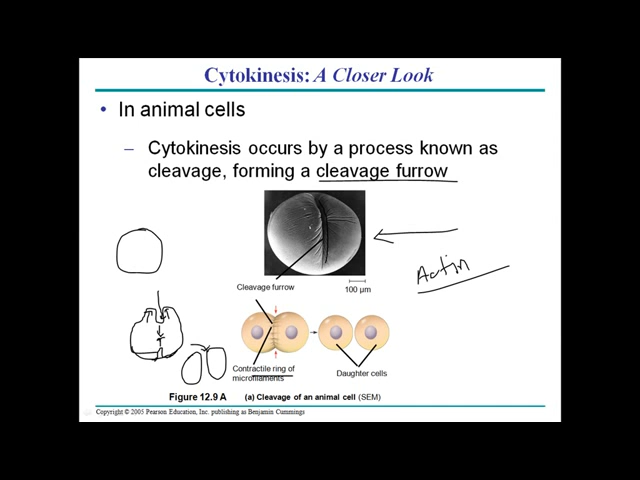 Cytokinesis: A Closer Look
• In animal cells
– Cytokinesis occurs by a process known as
cleavage, forming a cleavage furrow
Actin
Cleavage furrow
100 µm
Contractile ring of
microfilaments
Daughter cells
Figure 12.9 A
(a) Cleavage of an animal cell (SEM)
Copyright © 2005 Pearson Education, Inc. publishing as Benjamin Cummings